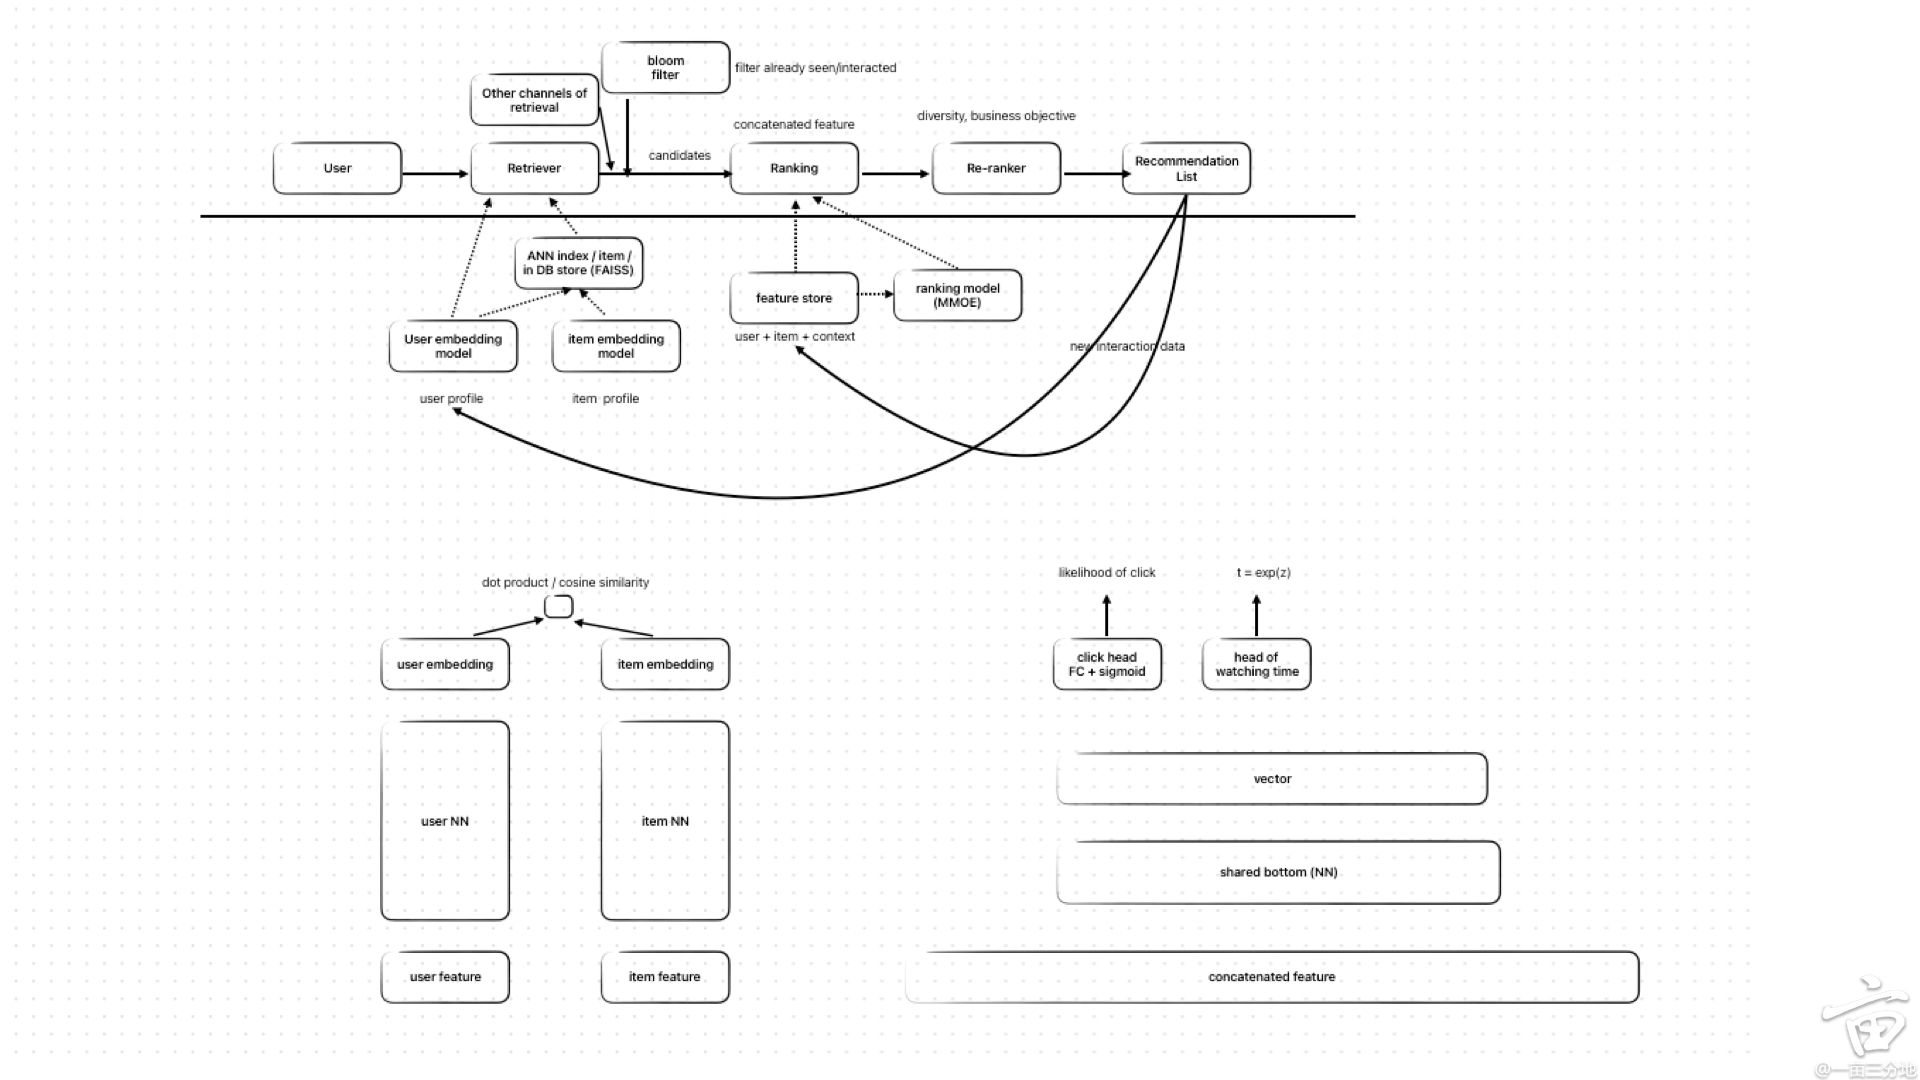 bloom
filter
filter already seen/interacted
Other channels of
retrieval
concatenated feature
diversity, business objective
User
Retriever
candidates
Ranking
Re-ranker
Recommendation
List
ANN index / item /
in DB store (FAISS)
feature store
ranking model
(MMOE)
user + item + context
User embedding
model
item embedding
model
new interaction data
user profile
item profile
dot product / cosine similarity
likelihood of click
t = exp(z)
user embedding
item embedding
click head
FC + sigmoid
head of
watching time
user NN
item NN
vector
shared bottom (NN)
user feature
item feature
concatenated feature
亩
@一亩三分地